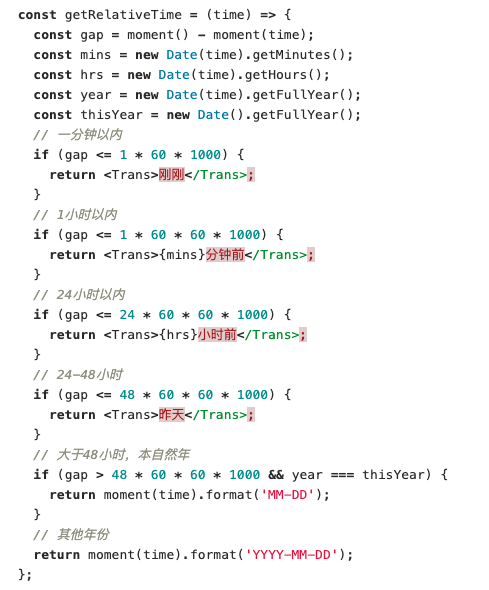 const getRelativeTime = (time) => {
  const gap = moment() - moment(time);
  const mins = new Date(time).getMinutes();
  const hrs = new Date(time).getHours();
  const year = new Date(time).getFullYear();
  const thisYear = new Date().getFullYear();
  // 一分钟以内
  if (gap <= 1 * 60 * 1000) {
    return <Trans>刚刚</Trans>;
  }
  // 1小时以内
  if (gap <= 1 * 60 * 60 * 1000) {
    return <Trans>{mins}分钟前</Trans>;
  }
  // 24小时以内
  if (gap <= 24 * 60 * 60 * 1000) {
    return <Trans>{hrs}小时前</Trans>;
  }
  // 24-48小时
  if (gap <= 48 * 60 * 60 * 1000) {
    return <Trans>昨天</Trans>;
  }
  // 大于48小时，本自然年
  if (gap > 48 * 60 * 60 * 1000 && year === thisYear) {
    return moment(time).format('MM-DD');
  }
  // 其他年份
  return moment(time).format('YYYY-MM-DD');
};